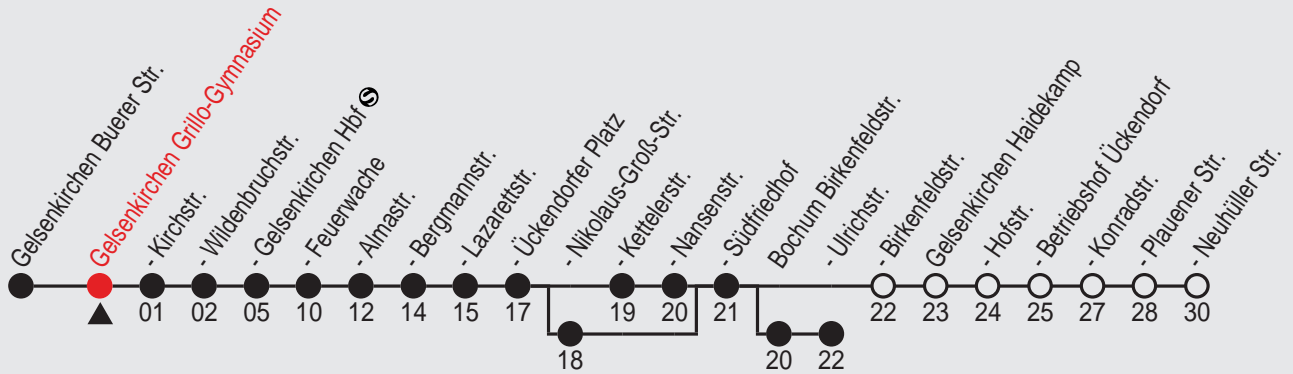 Gelsenkirchen Buerer Str.
Gelsenkirchen Grillo-Gymnasium
- Kirchstr.
- Wildenbruchstr.
- Gelsenkirchen Hbf S
- Feuerwache
- Almastr.
- Bergmannstr.
- Lazarettstr.
- Ückendorfer Platz
- Nikolaus-Groß-Str.
- Kettelerstr.
- Nansenstr.
- Südfriedhof
Bochum Birkenfeldstr.
- Ulrichstr.
- Birkenfeldstr.
Gelsenkirchen Haidekamp
- Hofstr.
- Betriebshof Ückendorf
- Konradstr.
- Plauener Str.
- Neuhüller Str.
01 02 05 10 12 14 15 17 19 20 21 22 23 24 25 27 28 30
18 20 22